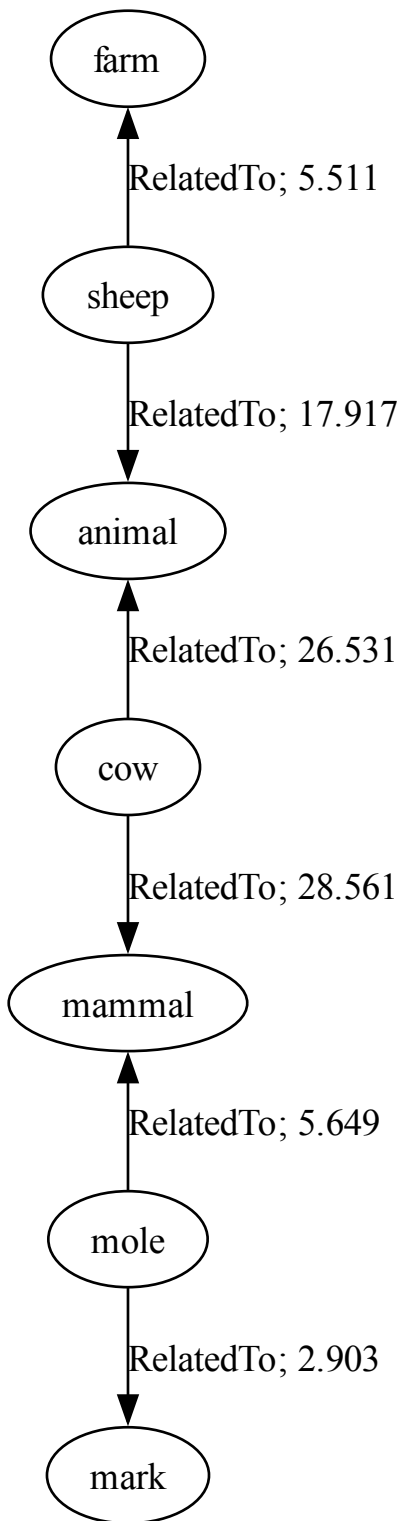 farm
RelatedTo; 5.511
sheep
RelatedTo; 17.917
animal
RelatedTo; 26.531
cow
RelatedTo; 28.561
mammal
RelatedTo; 5.649
mole
RelatedTo; 2.903
mark